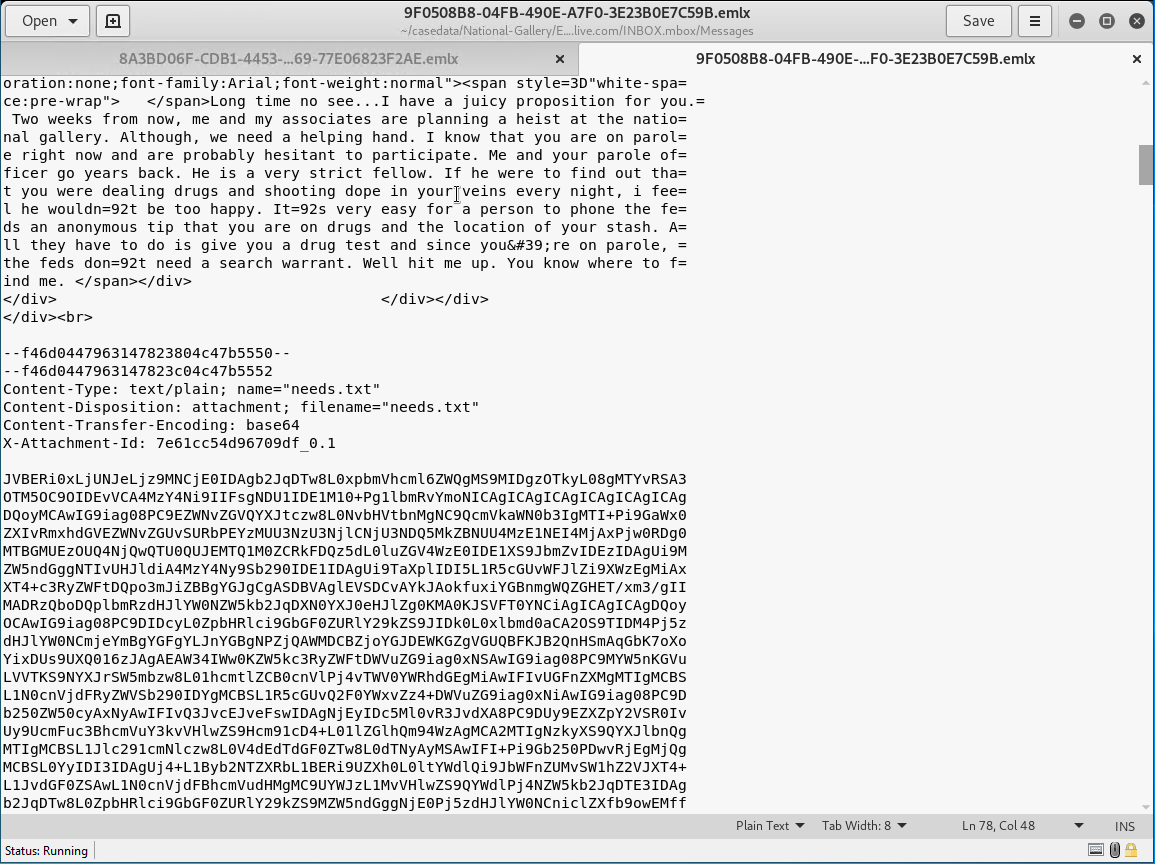 Open
9F0508B8-04FB-490E-A7F0-3E23B0E7C59B.emlx
~/casedata/National-Gallery/E....live.com/INBOX.mbox/Messages
Save
8A3BD06F-CDB1-4453-...69-77E06823F2AE.emlx
9F0508B8-04FB-490E-...F0-3E23B0E7C59B.emlx
oration:none;font-family:Arial;font-weight:normal"><span style=3D"white-spa=
ce:pre-wrap">   </span>Long time no see...I have a juicy proposition for you.=
 Two weeks from now, me and my associates are planning a heist at the natio=
nal gallery. Although, we need a helping hand. I know that you are on parol=
e right now and are probably hesitant to participate. Me and your parole of=
ficer go years back. He is a very strict fellow. If he were to find out tha=
t you were dealing drugs and shooting dope in your veins every night, i fee=
l he wouldn=92t be too happy. It=92s very easy for a person to phone the fe=
ds an anonymous tip that you are on drugs and the location of your stash. A=
ll they have to do is give you a drug test and since you&#39;re on parole, =
the feds don=92t need a search warrant. Well hit me up. You know where to f=
ind me. </span></div>
</div>                                       </div></div>
</div><br>
--f46d0447963147823804c47b5550--
--f46d0447963147823c04c47b5552
Content-Type: text/plain; name="needs.txt"
Content-Disposition: attachment; filename="needs.txt"
Content-Transfer-Encoding: base64
X-Attachment-Id: 7e61cc54d96709df_0.1
JVBERi0xLjUNJeLjz9MNCjE0IDAgb2JqDTw8L0xpbmVhcml6ZWQgMS9MIDgzOTkyL08gMTYvRSA3
OTM5OC9OIDEvVCA4MzY4Ni9IIFsgNDU1IDE1M10+Pg1lbmRvYmoNICAgICAgICAgICAgICAgICAg
DQoyMCAwIG9iag08PC9EZWNvZGVQYXJtczw8L0NvbHVtbnMgNC9QcmVkaWN0b3IgMTI+Pi9GaWx0
ZXIvRmxhdGVEZWNvZGUvSURbPEYzMUU3NzU3NjlCNjU3NDQ5MkZBNUU4MzE1NEI4MjAxPjw0RDg0
MTBGMUEzOUQ4NjQwQTU0QUJEMTQ1M0ZCRkFDQz5dL0luZGV4WzE0IDE1XS9JbmZvIDEzIDAgUi9M
ZW5ndGggNTIvUHJldiA4MzY4Ny9Sb290IDE1IDAgUi9TaXplIDI5L1R5cGUvWFJlZi9XWzEgMiAx
XT4+c3RyZWFtDQpo3mJiZBBgYGJgCgASDBVAglEVSDCvAYkJAokfuxiYGBnmgWQZGHET/xm3/gII
MADRzQboDQplbmRzdHJlYW0NZW5kb2JqDXN0YXJ0eHJlZg0KMA0KJSVFT0YNCiAgICAgICAgDQoy
OCAwIG9iag08PC9DIDcyL0ZpbHRlci9GbGF0ZURlY29kZS9JIDk0L0xlbmd0aCA2OS9TIDM4Pj5z
dHJlYW0NCmjeYmBgYGFgYLJnYGBgNPZjQAWMDCBZjoYGJDEWKGZgVGUQBFKJB2QnHSmAqGbK7oXo
YixDUs9UXQ016zJAgAEAW34IWw0KZW5kc3RyZWFtDWVuZG9iag0xNSAwIG9iag08PC9MYW5nKGVu
LVVTKS9NYXJrSW5mbzw8L01hcmtlZCB0cnVlPj4vTWV0YWRhdGEgMiAwIFIvUGFnZXMgMTIgMCBS
L1N0cnVjdFRyZWVSb290IDYgMCBSL1R5cGUvQ2F0YWxvZz4+DWVuZG9iag0xNiAwIG9iag08PC9D
b250ZW50cyAxNyAwIFIvQ3JvcEJveFswIDAgNjEyIDc5Ml0vR3JvdXA8PC9DUy9EZXZpY2VSR0Iv
Uy9UcmFuc3BhcmVuY3kvVHlwZS9Hcm91cD4+L01lZGlhQm94WzAgMCA2MTIgNzkyXS9QYXJlbnQg
MTIgMCBSL1Jlc291cmNlczw8L0V4dEdTdGF0ZTw8L0dTNyAyMSAwIFI+Pi9Gb250PDwvRjEgMjQg
MCBSL0YyIDI3IDAgUj4+L1Byb2NTZXRbL1BERi9UZXh0L0ltYWdlQi9JbWFnZUMvSW1hZ2VJXT4+
L1JvdGF0ZSAwL1N0cnVjdFBhcmVudHMgMC9UYWJzL1MvVHlwZS9QYWdlPj4NZW5kb2JqDTE3IDAg
b2JqDTw8L0ZpbHRlci9GbGF0ZURlY29kZS9MZW5ndGggNjE0Pj5zdHJlYW0NCniclZXfb9owEMff
Plain Text
Tab Width: 8
Ln 78, Col 48
INS
Status: Running